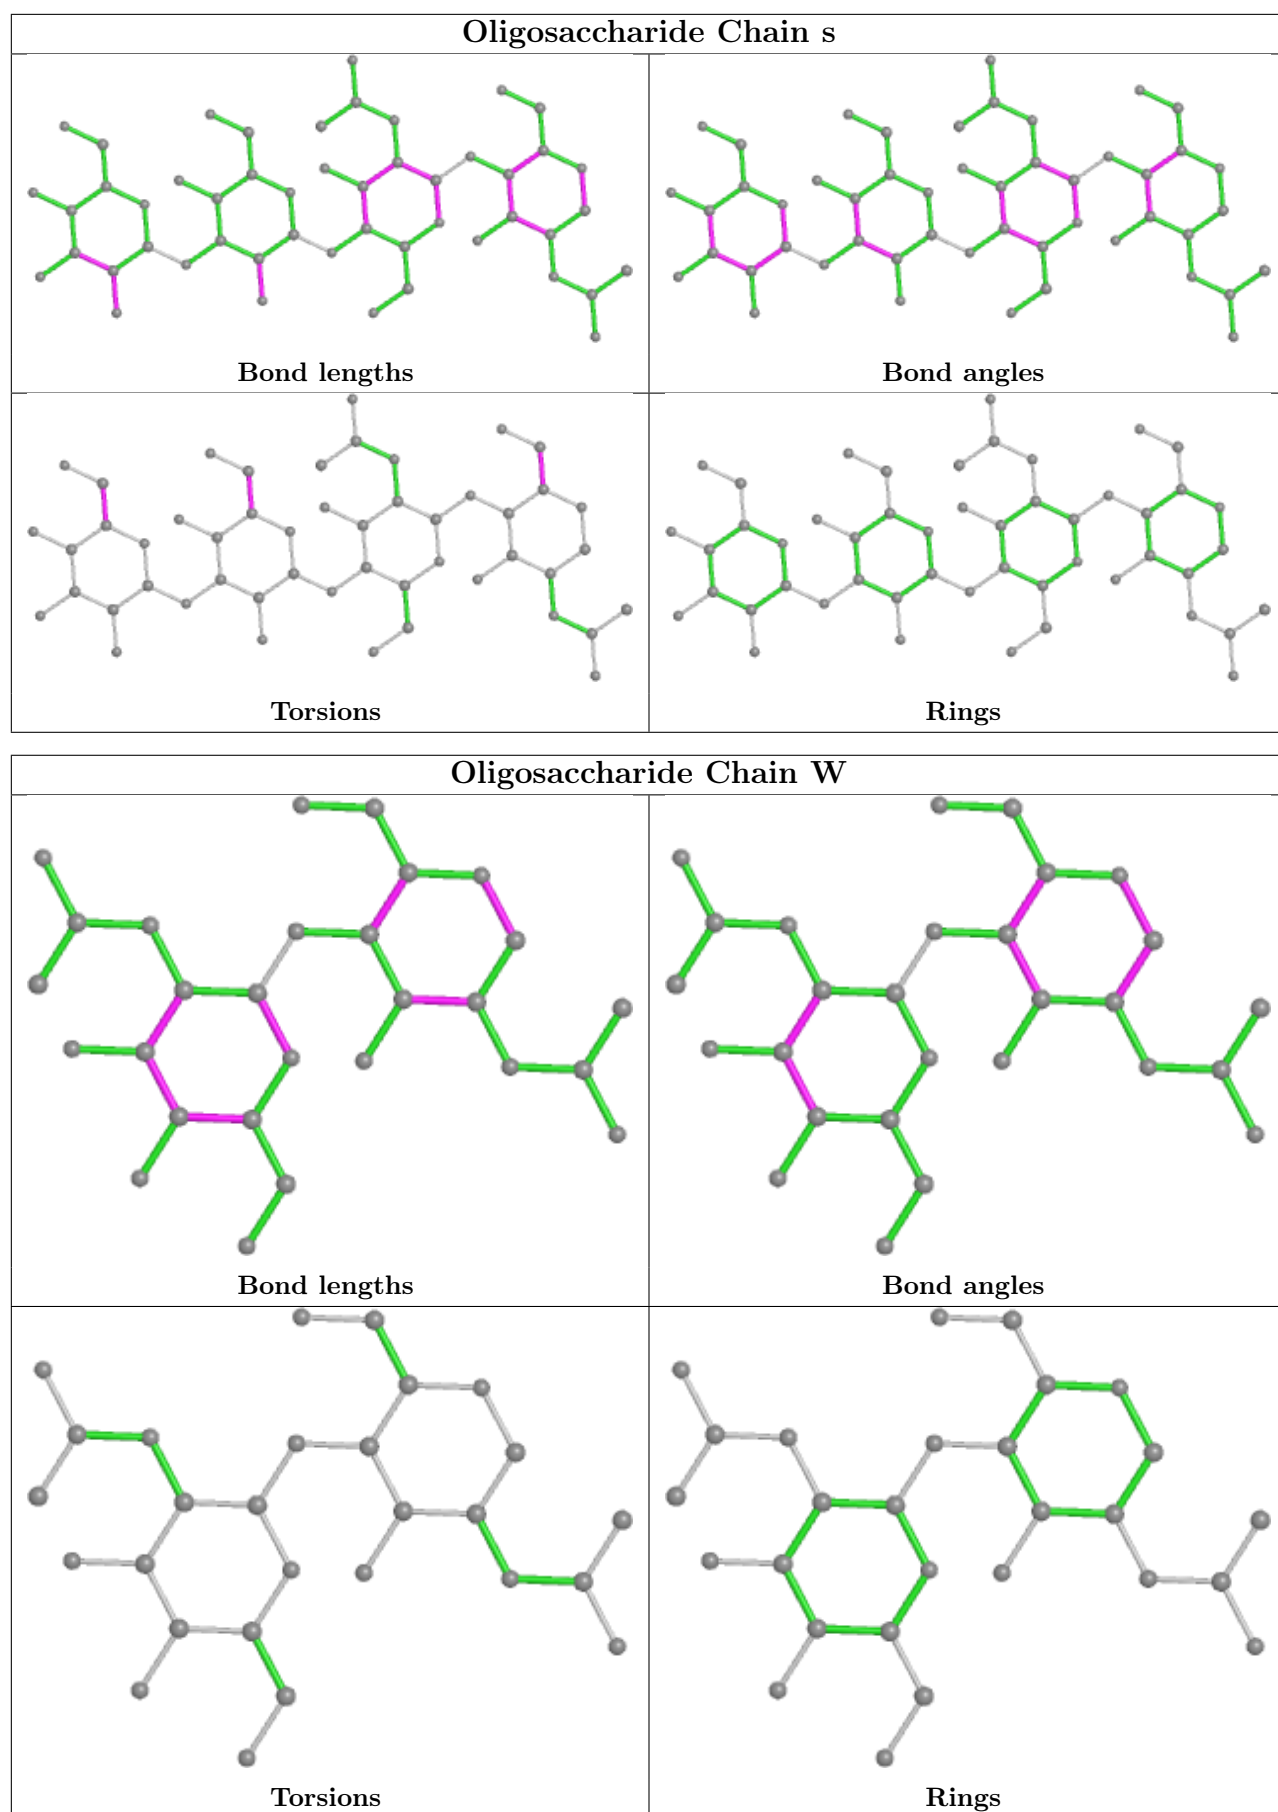 Oligosaccharide Chain s
Bond lengths
Bond angles
Torsions
Rings
Oligosaccharide Chain W
Bond lengths
Bond angles
Torsions
Rings